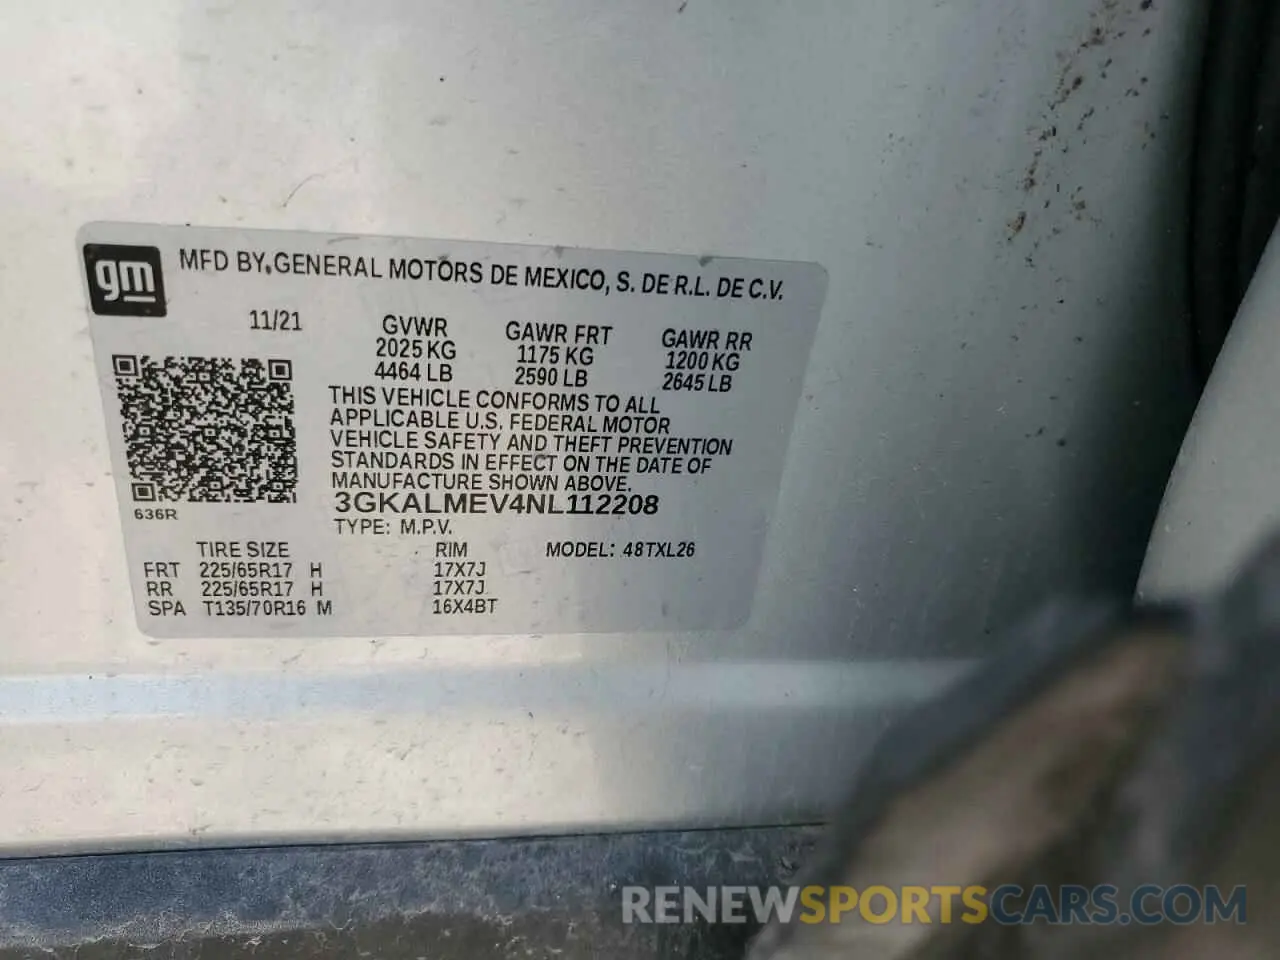 gm
MFD BY GENERAL MOTORS DE MEXICO, S. DE R.L. DE C.V.
11/21
GVWR
2025 KG
4464 LB
GAWR FRT
1175 KG
2590 LB
GAWR RR
1200 KG
2645 LB
THIS VEHICLE CONFORMS TO ALL
APPLICABLE U.S. FEDERAL MOTOR
VEHICLE SAFETY AND THEFT PREVENTION
STANDARDS IN EFFECT ON THE DATE OF
MANUFACTURE SHOWN ABOVE.
3GKALMEV4NL112208
636R
TYPE: M.P.V.
TIRE SIZE RIM MODEL: 48TXL26
FRT 225/65R17 H 17X7J
RR 225/65R17 H 17X7J
SPA T135/70R16 M 16X4BT
RENEWSPORTSCARS.COM